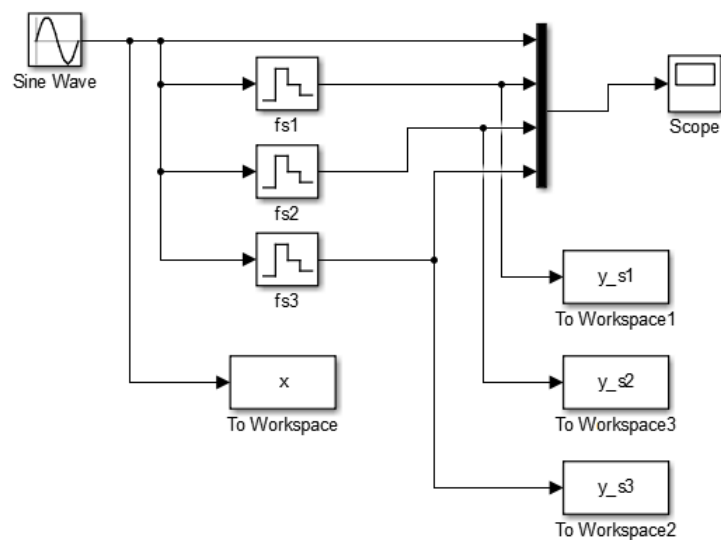 Sine Wave
fs1
Scope
fs2
fs3
y_s1
To Workspace1
x
To Workspace
y_s2
To Workspace3
y_s3
To Workspace2